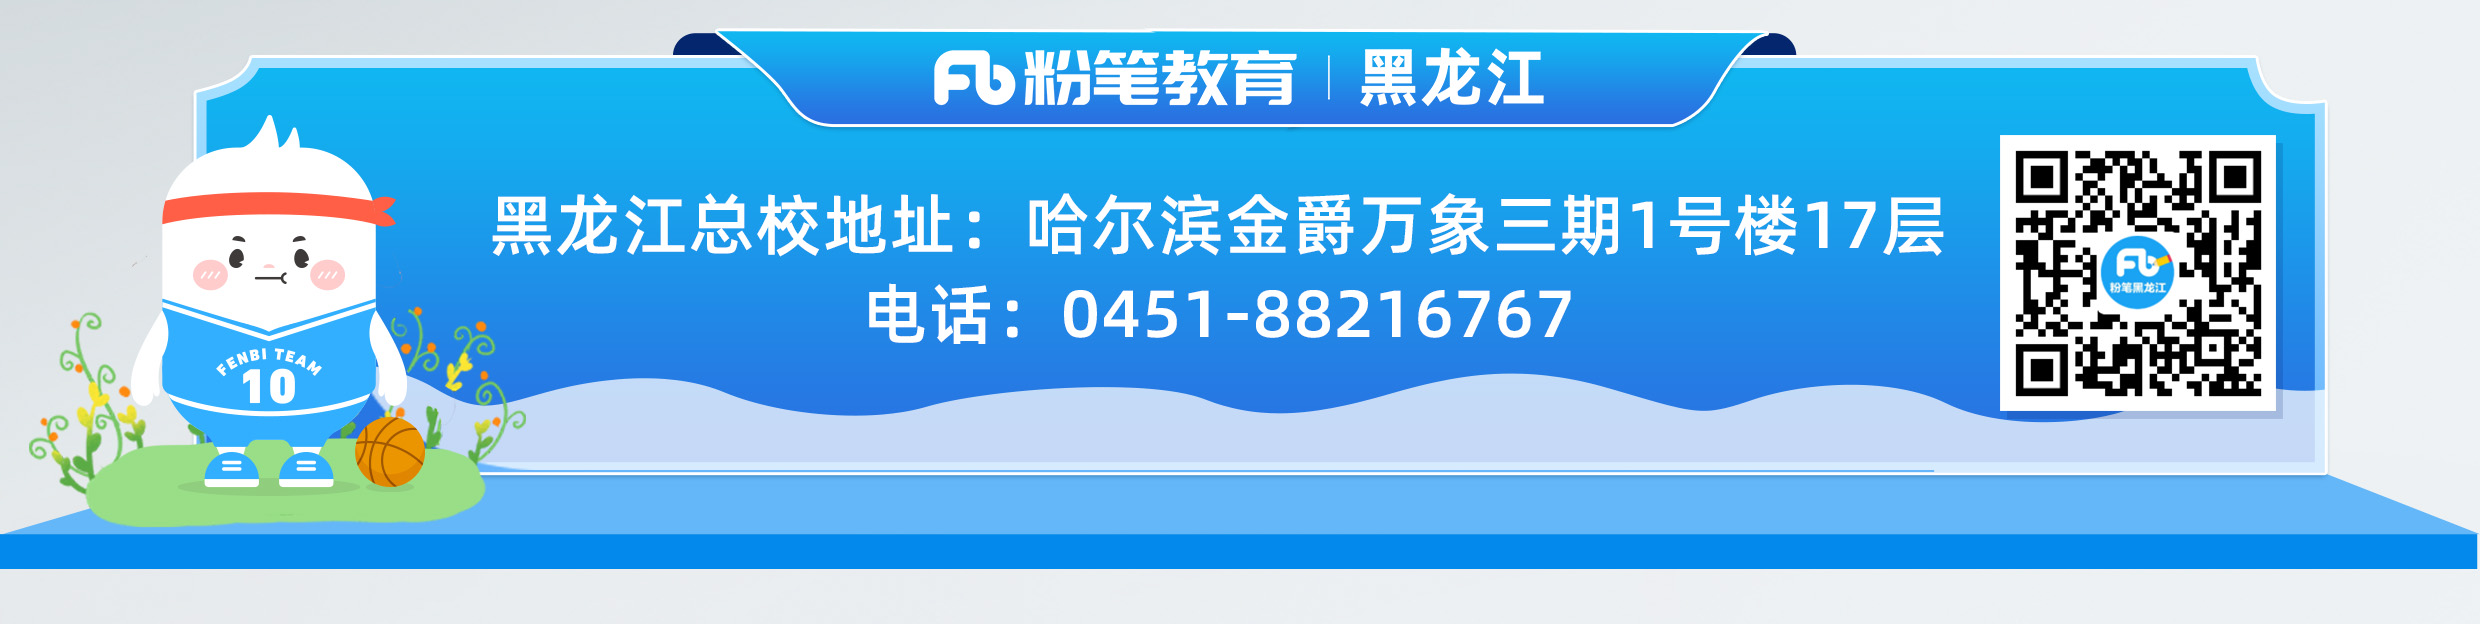 Fb 粉笔教育 | 黑龙江
黑龙江总校地址：哈尔滨金爵万象三期1号楼17层
电话：0451-88216767
FENBI TEAM
10
Fb
粉笔黑龙江